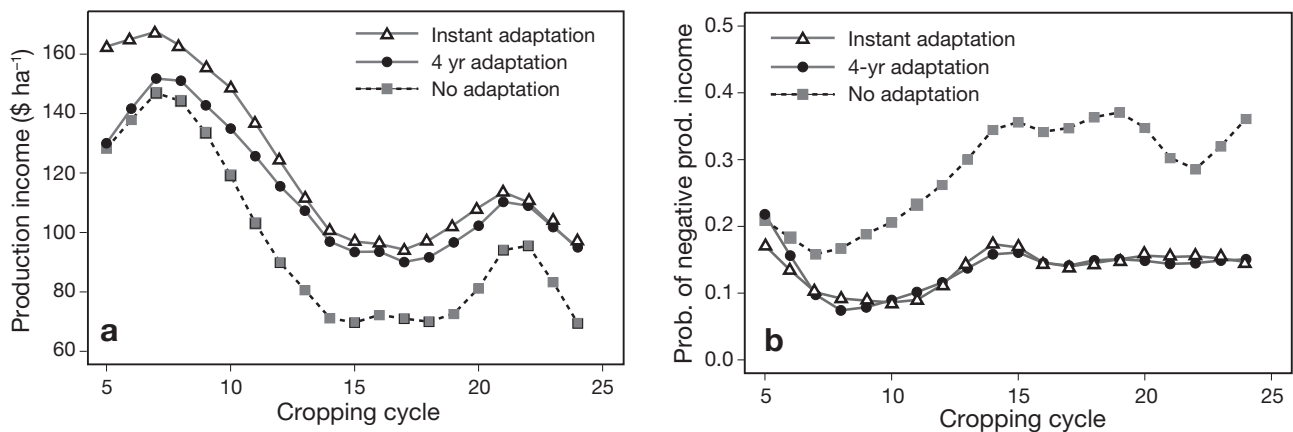 160
140
120
100
80
60
Production income ($ ha⁻¹)
Instant adaptation
4 yr adaptation
No adaptation
a
5
10
15
20
25
Cropping cycle
0.5
0.4
0.3
0.2
0.1
0.0
Prob. of negative prod. income
Instant adaptation
4-yr adaptation
No adaptation
b
5
10
15
20
25
Cropping cycle